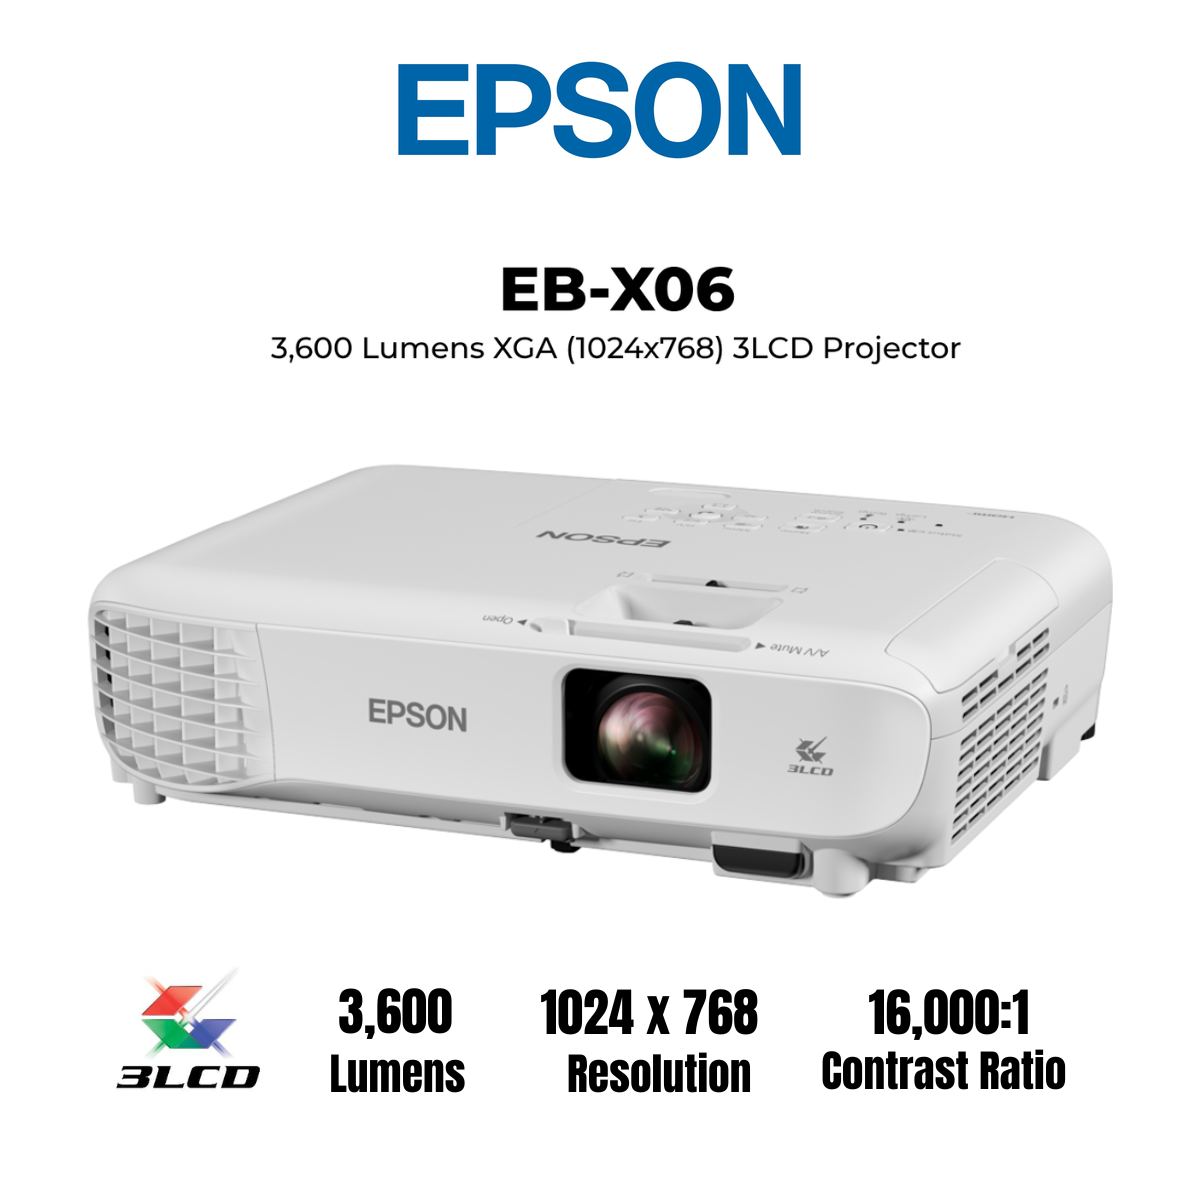 EPSON
EB-X06
3,600 Lumens XGA (1024x768) 3LCD Projector
EPSON
Open
A/V Mute
EPSON
3LCD
3LCD
3,600
Lumens
1024 x 768
Resolution
16,000:1
Contrast Ratio